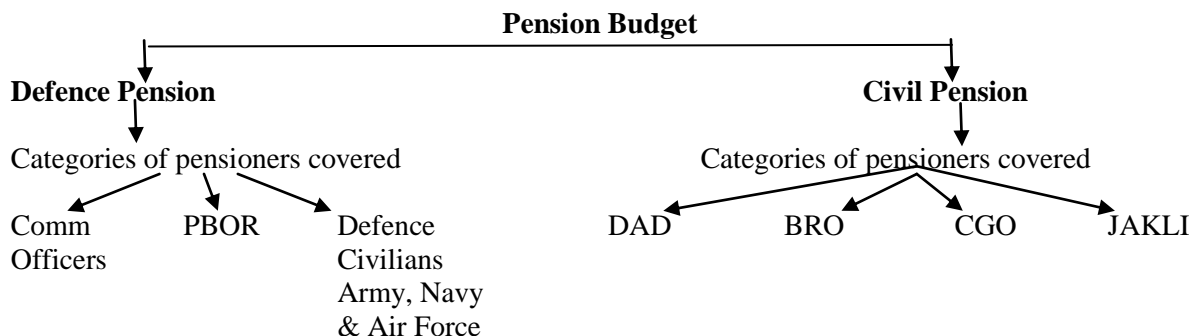 Pension Budget
Defence Pension
Civil Pension
Categories of pensioners covered
Categories of pensioners covered
Comm
Officers
PBOR
Defence
Civilians
Army, Navy
& Air Force
DAD
BRO
CGO
JAKLI